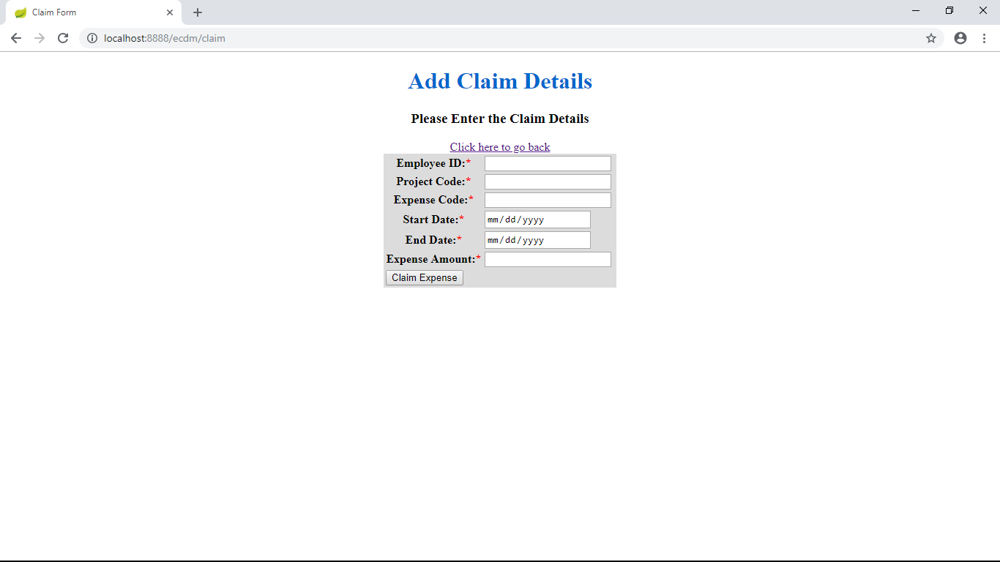 Claim Form
localhost:8888/ecdm/claim
Add Claim Details
Please Enter the Claim Details
Click here to go back
Employee ID:*
Project Code:*
Expense Code:*
Start Date:* mm/dd/yyyy
End Date:* mm/dd/yyyy
Expense Amount:*
Claim Expense